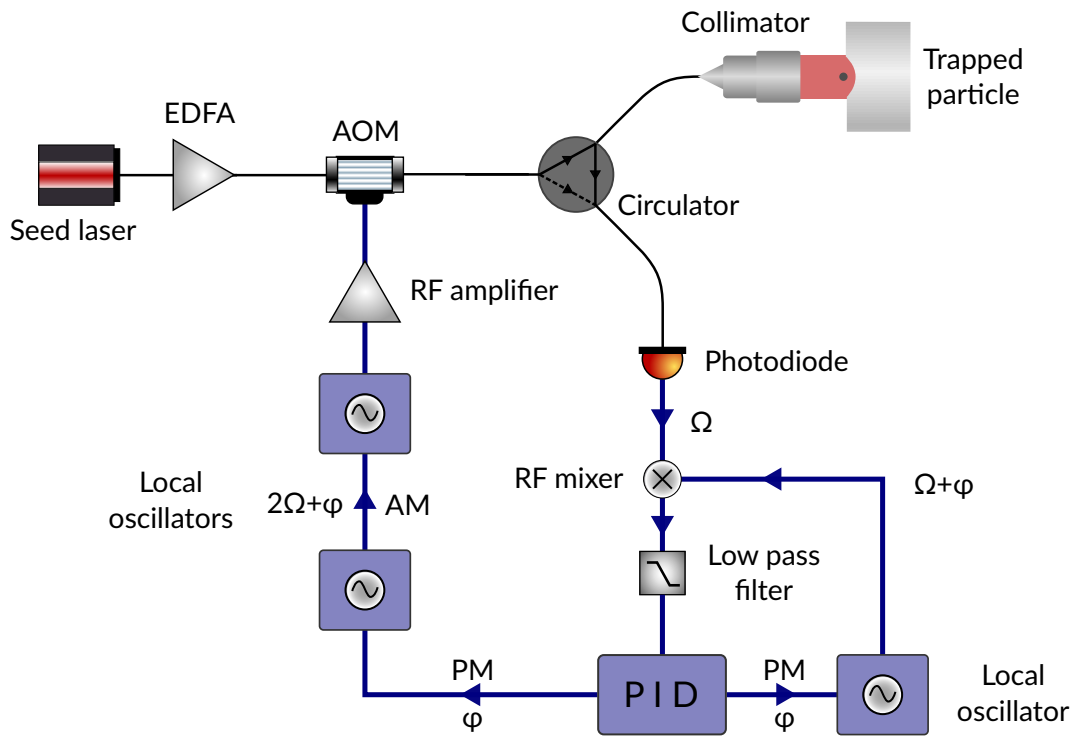 Collimator
Trapped
particle
EDFA
AOM
Seed laser
Circulator
RF amplifier
Photodiode
Ω
RF mixer
Ω+φ
Local
oscillators
2Ω+φ
AM
Low pass
filter
PM
φ
P I D
PM
φ
Local
oscillator